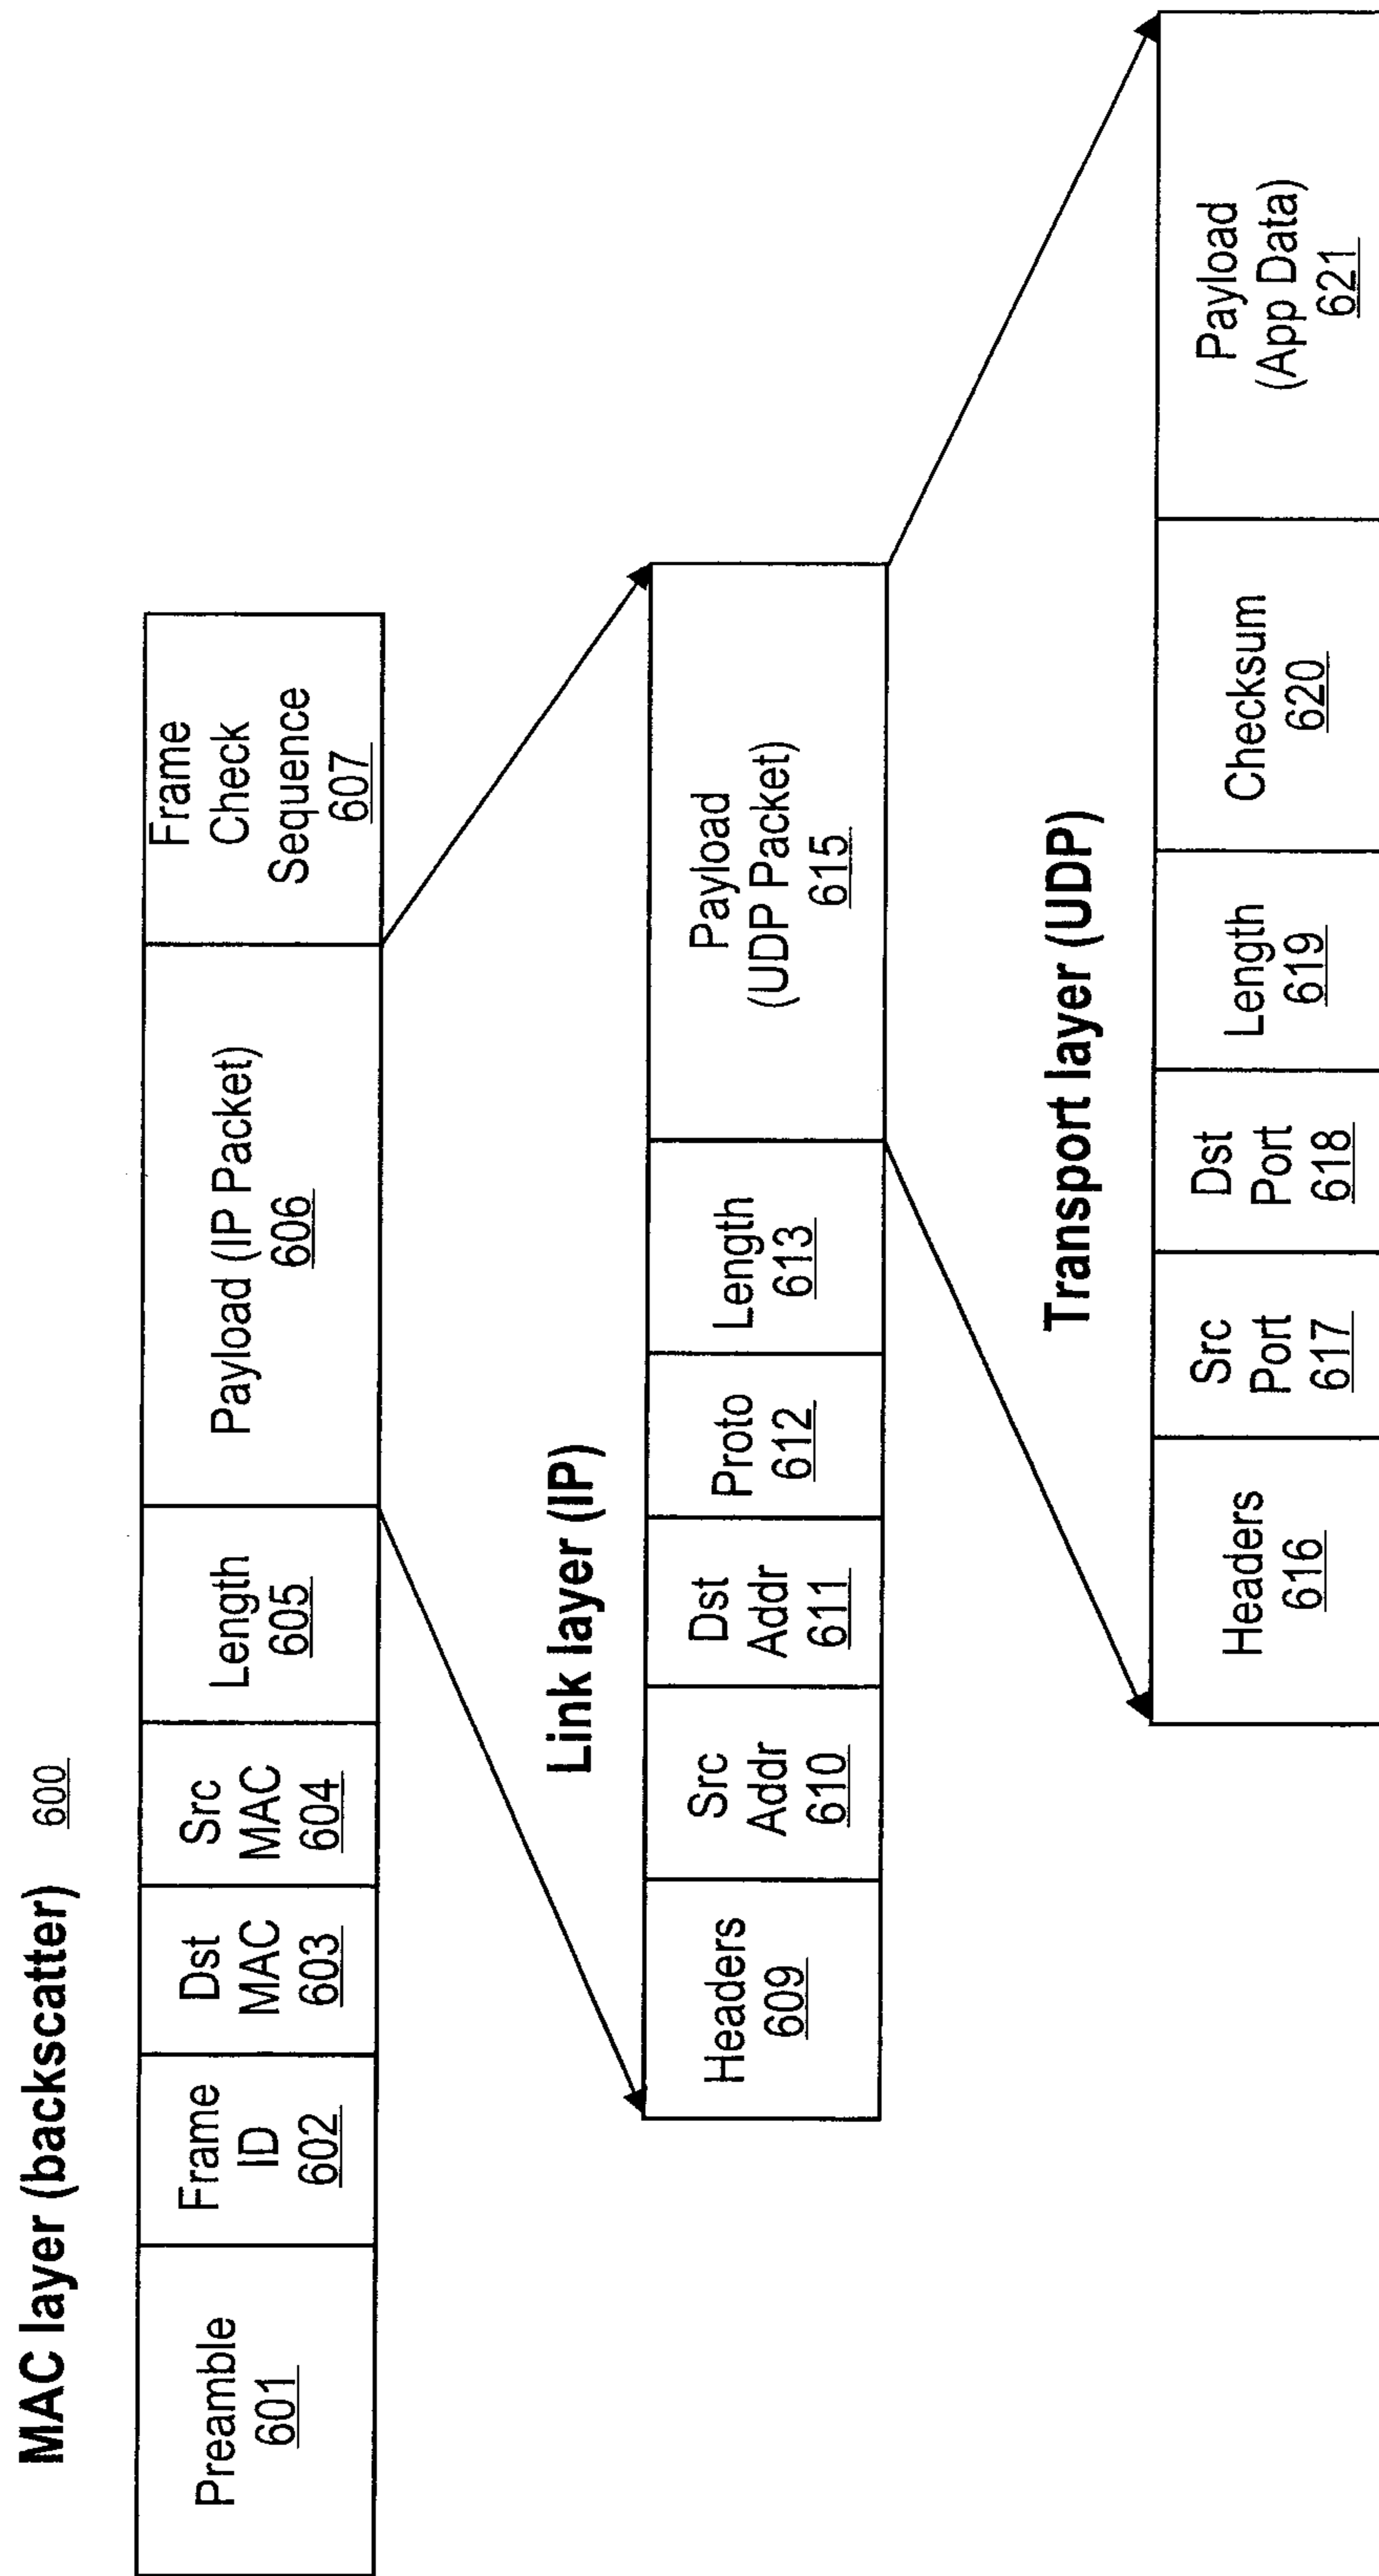 MAC layer (backscatter) 600
Preamble
601
Frame
ID
602
Dst
MAC
603
Src
MAC
604
Length
605
Payload (IP Packet)
606
Frame
Check
Sequence
607
Link layer (IP)
Headers
609
Src
Addr
610
Dst
Addr
611
Proto
612
Length
613
Payload
(UDP Packet)
615
Transport layer (UDP)
Headers
616
Src
Port
617
Dst
Port
618
Length
619
Checksum
620
Payload
(App Data)
621